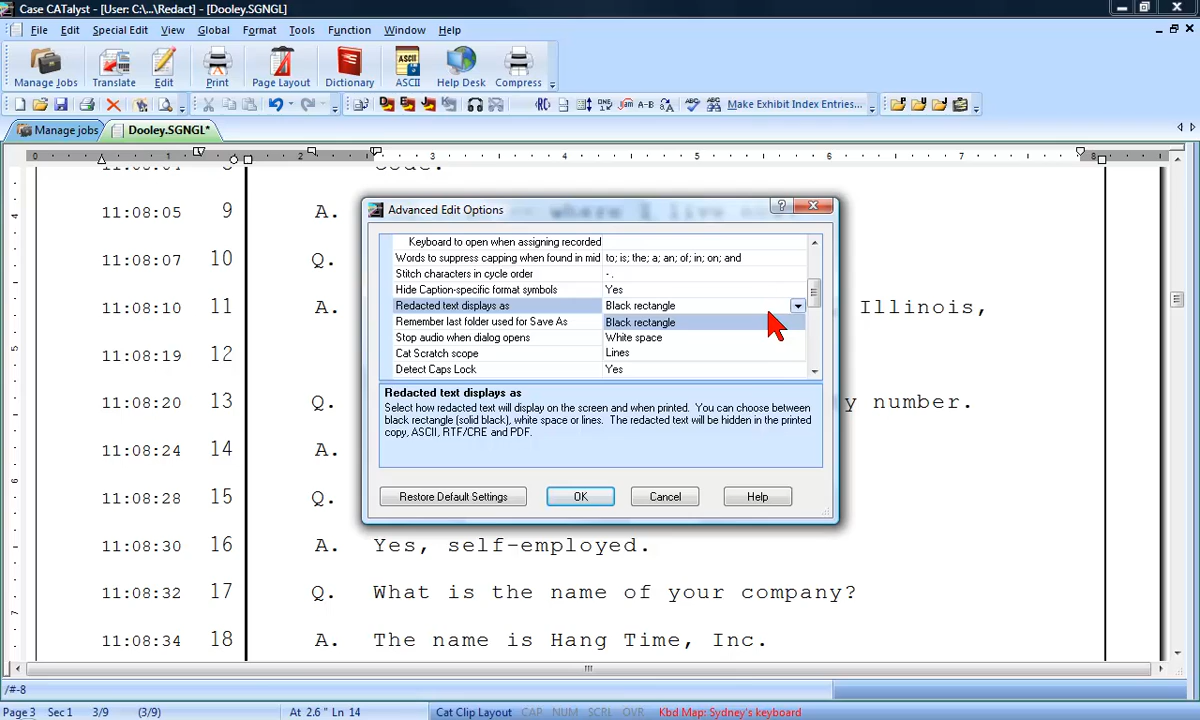 Case CATalyst - [User: C:\...\Redact] - [Dooley.SGNGL]
File Edit Special Edit View Global Format Tools Function Window Help
Manage Jobs Translate Edit Print Page Layout Dictionary ASCII Help Desk Compress
Make Exhibit Index Entries...
Manage jobs Dooley.SGNGL*
0 1 2 3 4 5 6 7 8
11:08:05 9 A. where I live
11:08:07 10 Q.
11:08:10 11 A. Illinois,
11:08:19 12
11:08:20 13 Q. y number.
11:08:24 14 A.
11:08:28 15 Q.
11:08:30 16 A. Yes, self-employed.
11:08:32 17 Q. What is the name of your company?
11:08:34 18 A. The name is Hang Time, Inc.
Advanced Edit Options
Keyboard to open when assigning recorded
Words to suppress capping when found in mid to; is; the; a; an; of; in; on; and
Stitch characters in cycle order - .
Hide Caption-specific format symbols Yes
Redacted text displays as Black rectangle
Remember last folder used for Save As Black rectangle
Stop audio when dialog opens White space
Cat Scratch scope Lines
Detect Caps Lock Yes
Redacted text displays as
Select how redacted text will display on the screen and when printed. You can choose between
black rectangle (solid black), white space or lines. The redacted text will be hidden in the printed
copy, ASCII, RTF/CRE and PDF.
Restore Default Settings OK Cancel Help
/#-8
Page 3 Sec 1 3/9 (3/9) At 2.6 " Ln 14 Cat Clip Layout CAP NUM SCRL OVR Kbd Map: Sydney's keyboard